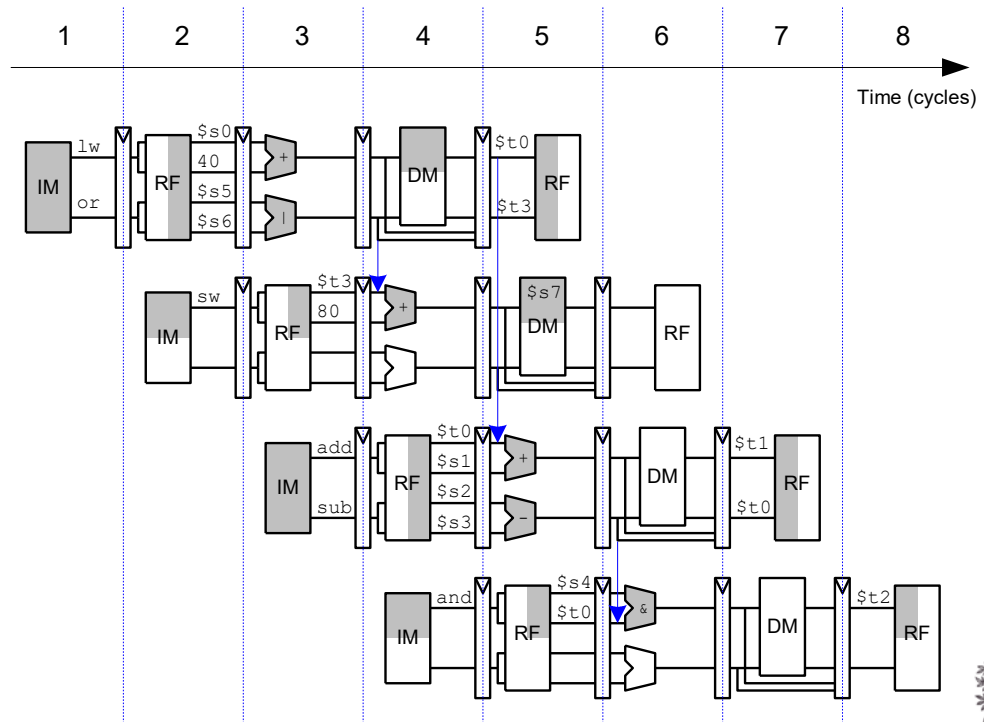 1 2 3 4 5 6 7 8
Time (cycles)
IM lw RF $s0 + DM $t0 RF
40
or $s5 | $t3
$s6
IM sw RF $t3 + $s7 DM RF
80
IM add RF $t0 + DM $t1 RF
$s1
sub $s2 - $t0
$s3
IM and RF $s4 & DM $t2 RF
$t0